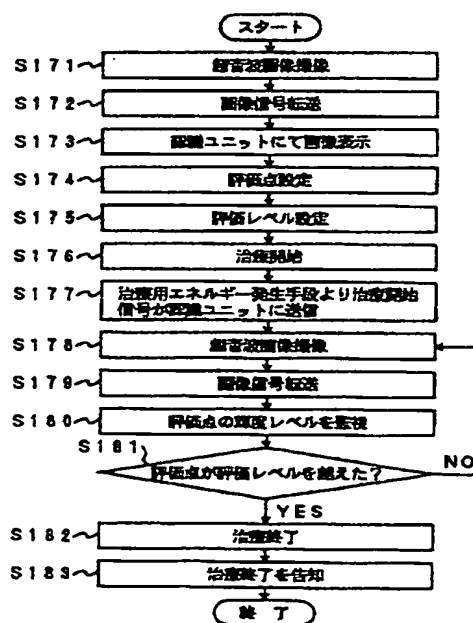 スタート
S171 超音波画像撮像
S172 画像信号転送
S173 認識ユニットにて画像表示
S174 評価点設定
S175 評価レベル設定
S176 治療開始
S177 治療用エネルギー発生手段より治療開始
信号が認識ユニットに送信
S178 超音波画像撮像
S179 画像信号転送
S180 評価点の輝度レベルを監視
S181
評価点が評価レベルを越えた？ NO
YES
S182 治療終了
S183 治療終了を告知
終了